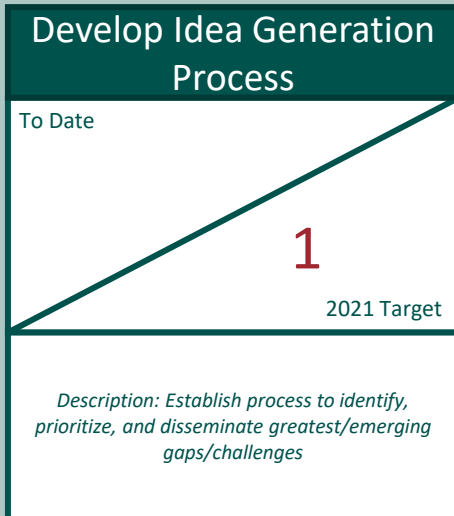 Develop Idea Generation
Process
To Date
1
2021 Target
Description: Establish process to identify,
prioritize, and disseminate greatest/emerging
gaps/challenges